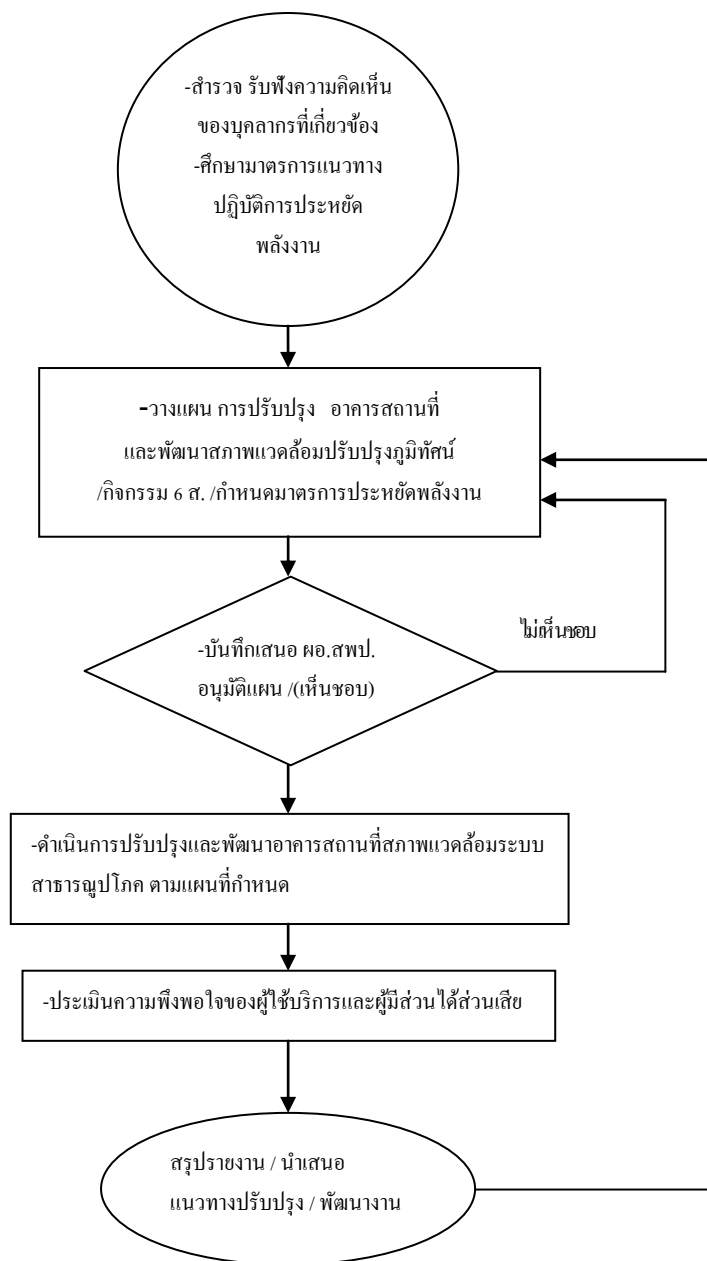 -สำรวจ รับฟังความคิดเห็น
ของบุคลากรที่เกี่ยวข้อง
-ศึกษามาตรการแนวทาง
ปฏิบัติการประหยัด
พลังงาน
-วางแผน การปรับปรุง อาคารสถานที่
และพัฒนาสภาพแวดล้อมปรับปรุงภูมิทัศน์
/กิจกรรม 6 ส. /กำหนดมาตรการประหยัดพลังงาน
ไม่เห็นชอบ
-บันทึกเสนอ ผอ.สพป.
อนุมัติแผน /(เห็นชอบ)
-ดำเนินการปรับปรุงและพัฒนาอาคารสถานที่สภาพแวดล้อมระบบ
สาธารณูปโภค ตามแผนที่กำหนด
-ประเมินความพึงพอใจของผู้ใช้บริการและผู้มีส่วนได้ส่วนเสีย
สรุปรายงาน / นำเสนอ
แนวทางปรับปรุง / พัฒนางาน